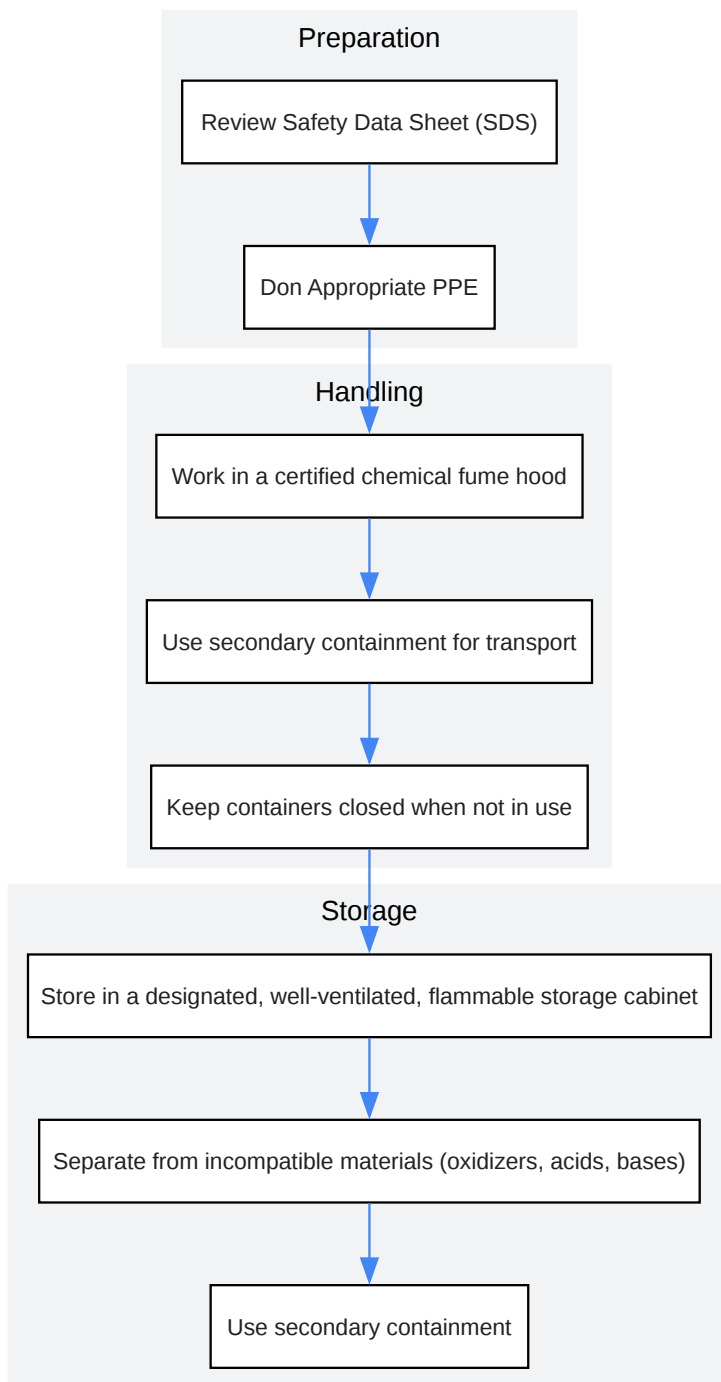 Preparation
Review Safety Data Sheet (SDS)
Don Appropriate PPE
Handling
Work in a certified chemical fume hood
Use secondary containment for transport
Keep containers closed when not in use
Storage
Store in a designated, well-ventilated, flammable storage cabinet
Separate from incompatible materials (oxidizers, acids, bases)
Use secondary containment